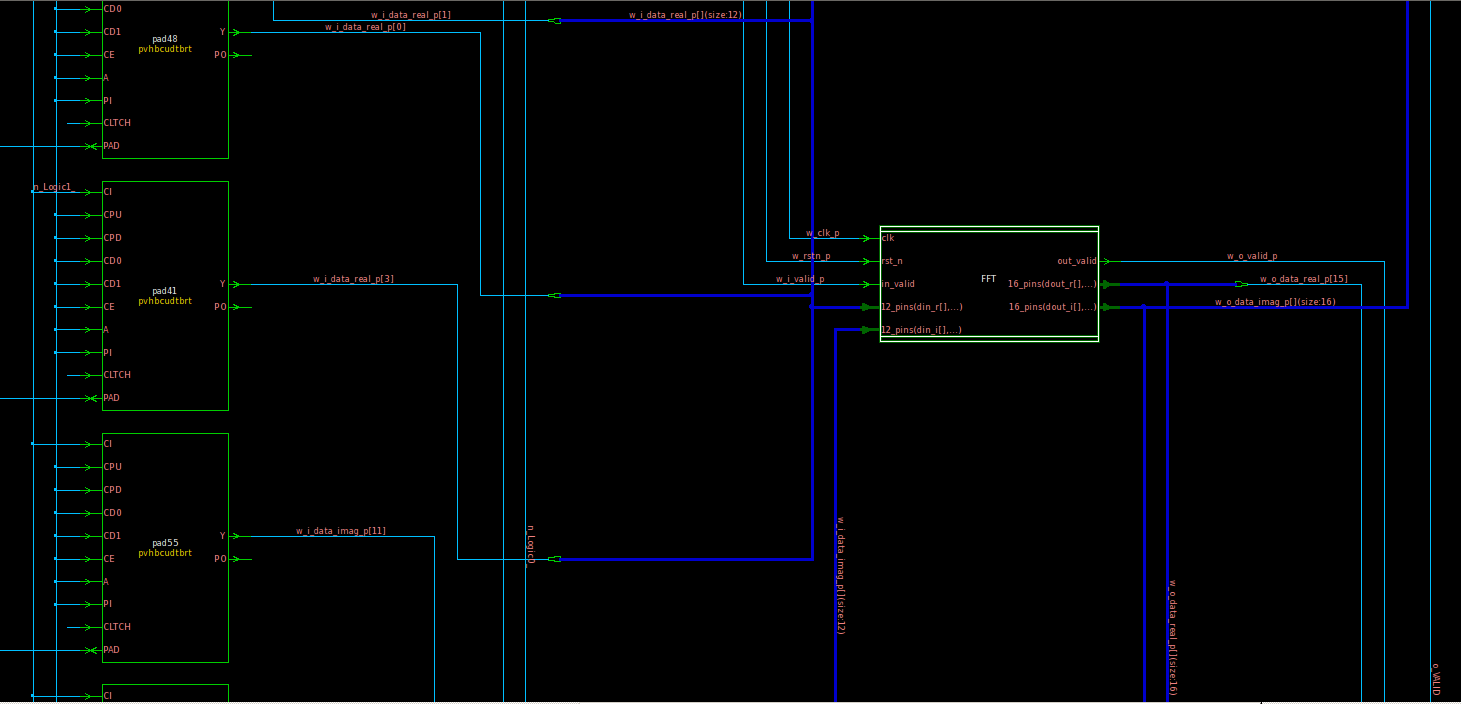 CD0
CD1
CE
A
PI
CLTCH
PAD
pad48
pvhbcudtbrt
Y
PO
w_i_data_real_p[1]
w_i_data_real_p[0]
w_i_data_real_p[](size:12)
n_Logic1_
CI
CPU
CPD
CD0
CD1
CE
A
PI
CLTCH
PAD
pad41
pvhbcudtbrt
Y
PO
w_i_data_real_p[3]
w_clk_p
w_rstn_p
w_i_valid_p
clk
rst_n
in_valid
12_pins(din_r[],...)
12_pins(din_i[],...)
FFT
out_valid
16_pins(dout_r[],...)
16_pins(dout_i[],...)
w_o_valid_p
w_o_data_real_p[15]
w_o_data_imag_p[](size:16)
CI
CPU
CPD
CD0
CD1
CE
A
PI
CLTCH
PAD
pad55
pvhbcudtbrt
Y
PO
w_i_data_imag_p[11]
n_Logic0_
w_i_data_imag_p[](size:12)
w_o_data_real_p[](size:16)
o_VALID
CI